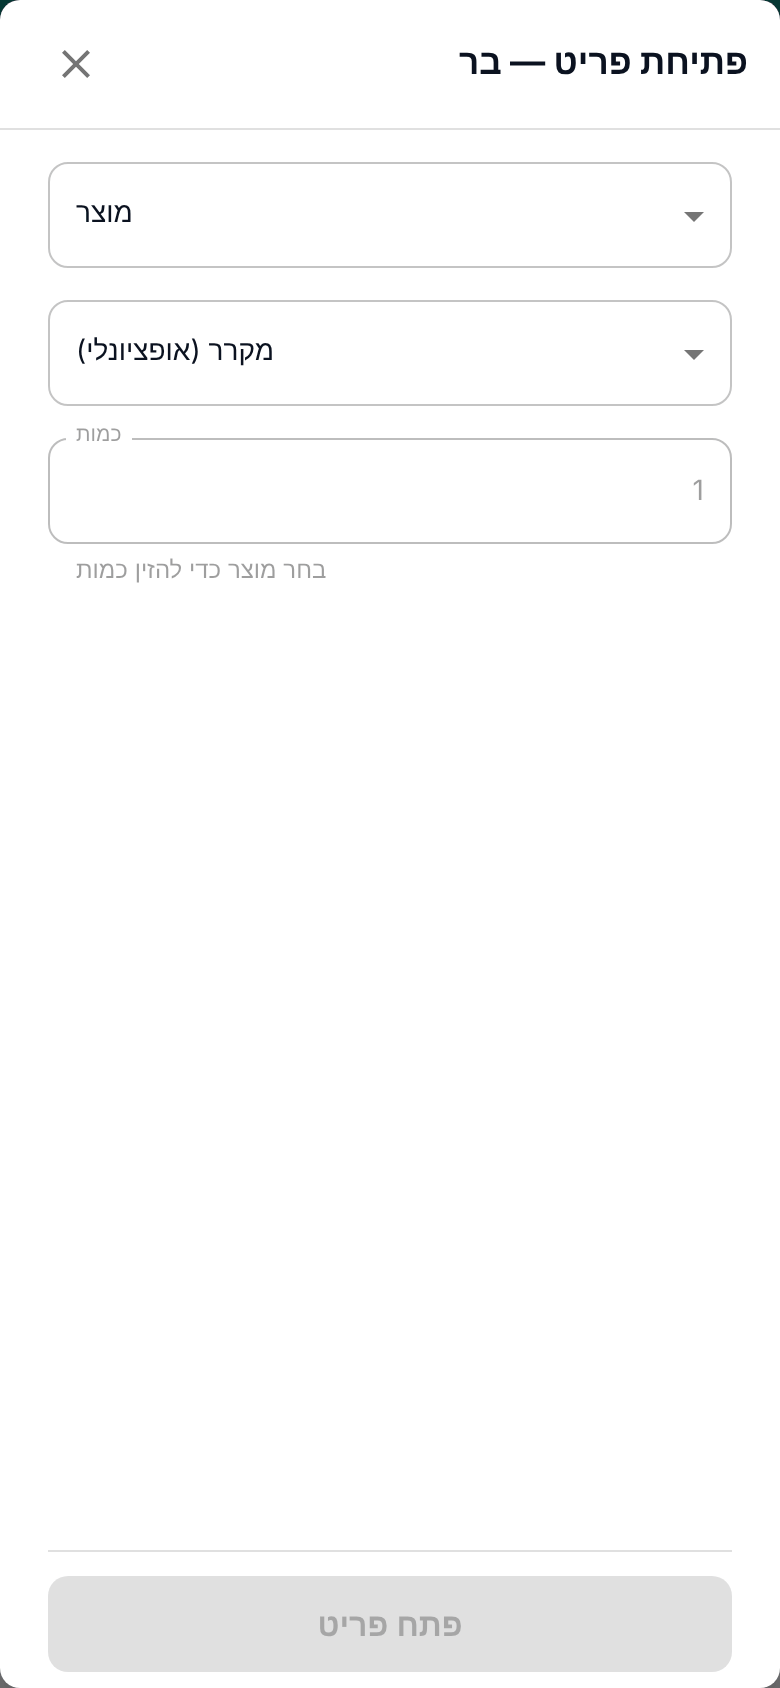 פתיחת פריט — בר
מוצר
מקרר (אופציונלי)
כמות
1
בחר מוצר כדי להזין כמות
פתח פריט